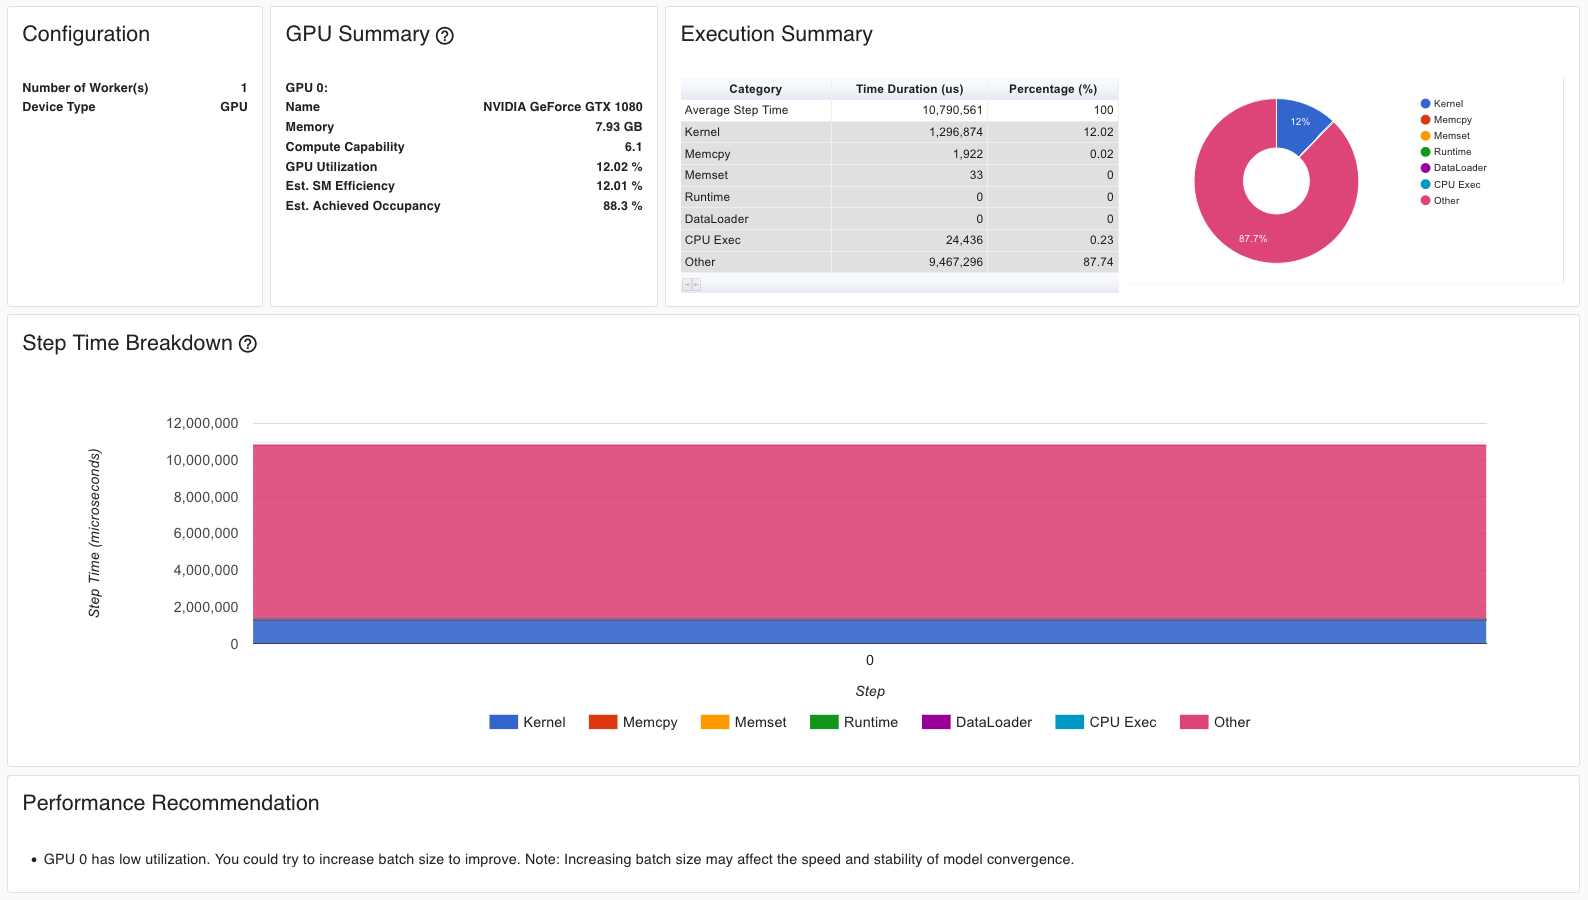 Configuration
Number of Worker(s) 1
Device Type GPU
GPU Summary ?
GPU 0:
Name NVIDIA GeForce GTX 1080
Memory 7.93 GB
Compute Capability 6.1
GPU Utilization 12.02 %
Est. SM Efficiency 12.01 %
Est. Achieved Occupancy 88.3 %
Execution Summary
Category Time Duration (us) Percentage (%)
Average Step Time 10,790,561 100
Kernel 1,296,874 12.02
Memcpy 1,922 0.02
Memset 33 0
Runtime 0 0
DataLoader 0 0
CPU Exec 24,436 0.23
Other 9,467,296 87.74
12%
87.7%
Kernel
Memcpy
Memset
Runtime
DataLoader
CPU Exec
Other
Step Time Breakdown ?
Step Time (microseconds)
12,000,000
10,000,000
8,000,000
6,000,000
4,000,000
2,000,000
0
0
Step
Kernel Memcpy Memset Runtime DataLoader CPU Exec Other
Performance Recommendation
• GPU 0 has low utilization. You could try to increase batch size to improve. Note: Increasing batch size may affect the speed and stability of model convergence.